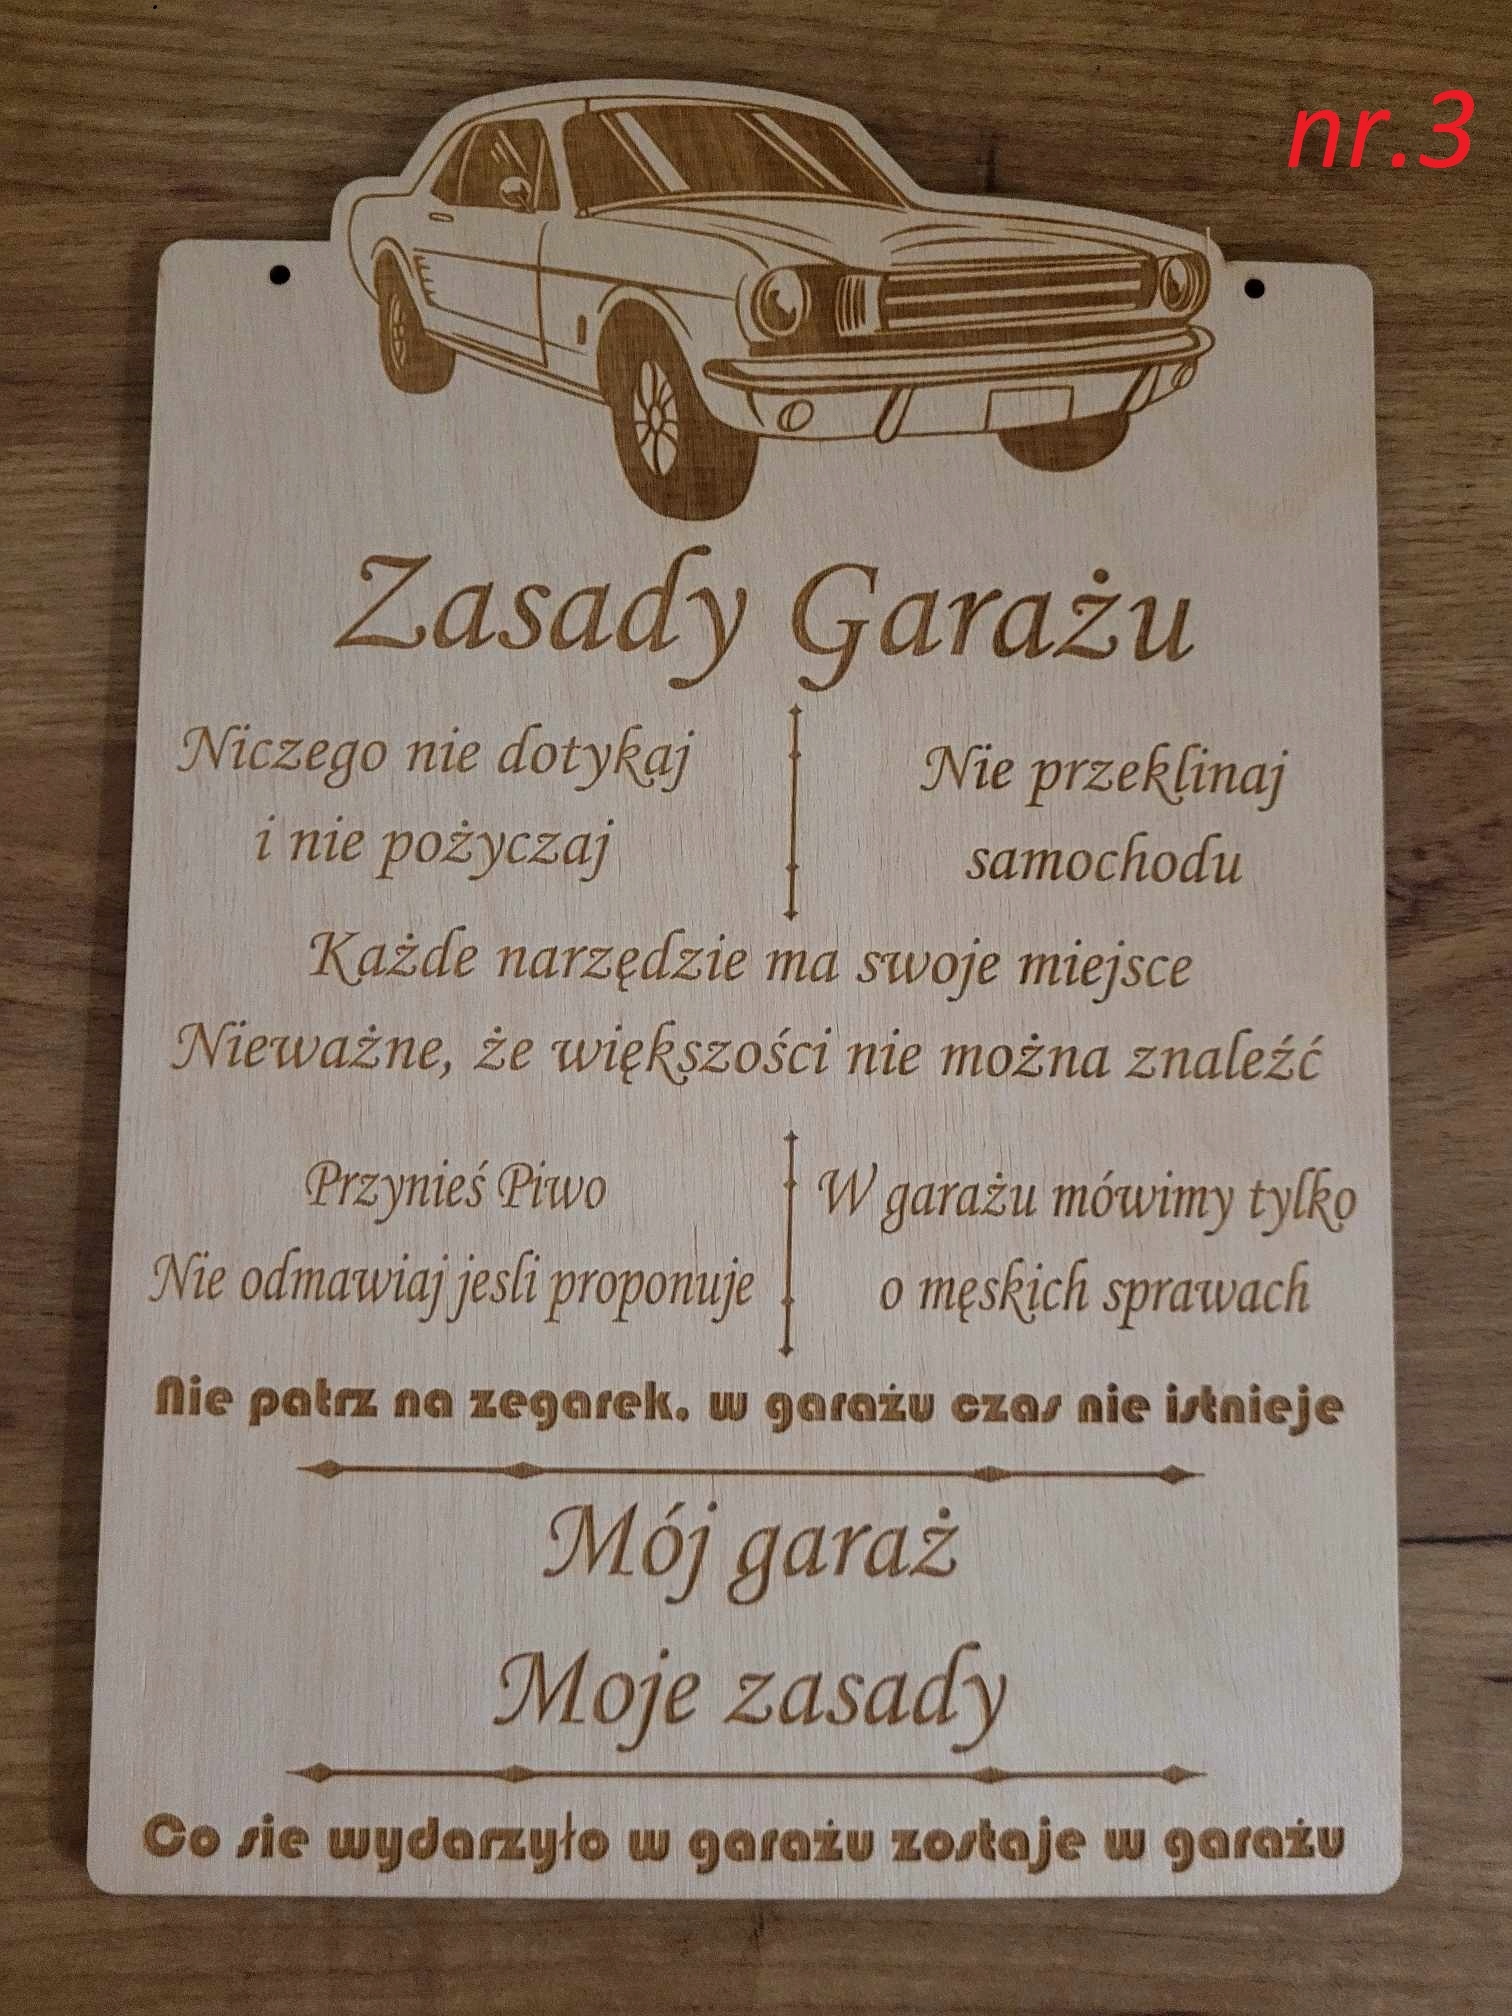 nr.3
Zasady Garażu
Niczego nie dotykaj
i nie pożyczaj
Nie przeklinaj
samochodu
Każde narzędzie ma swoje miejsce
Nieważne, że większości nie można znaleźć
Przynieś Piwo
Nie odmawiaj jesli proponuje
W garażu mówimy tylko
o męskich sprawach
Nie patrz na zegarek. w garażu czas nie istnieje
Mój garaż
Moje zasady
Co sie wydarzyło w garażu zostaje w garażu